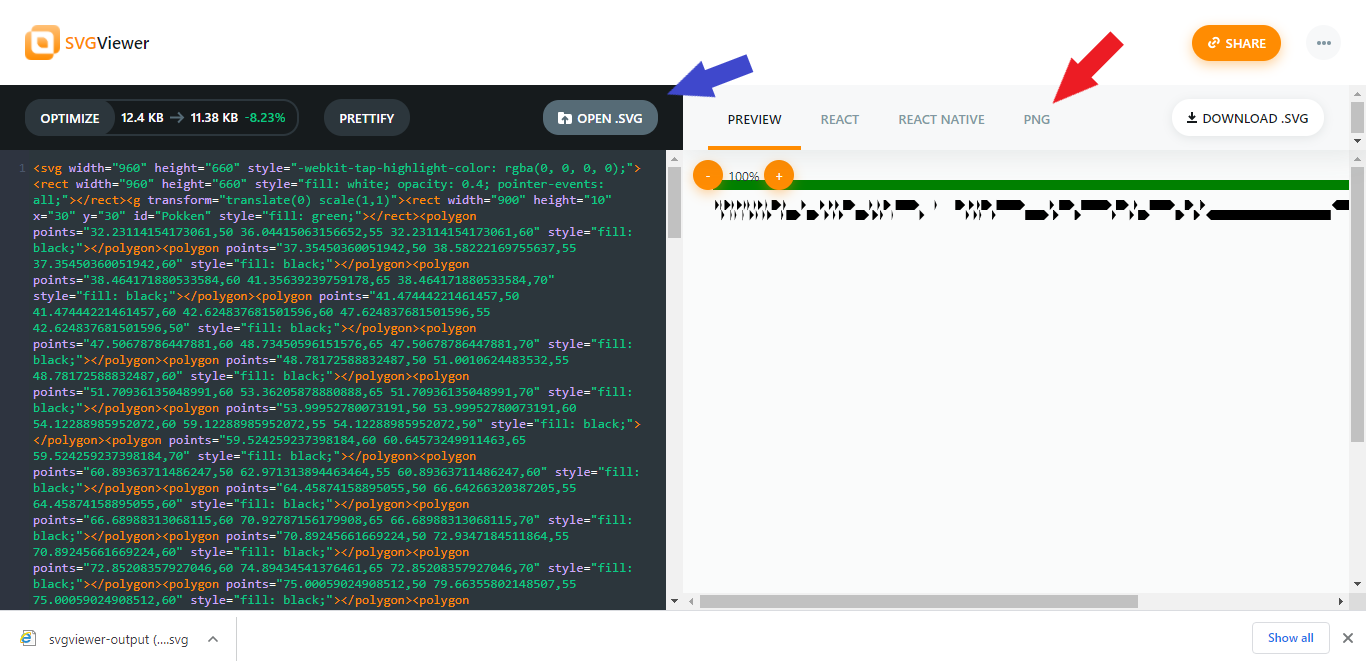 SVGViewer
SHARE
OPTIMIZE 12.4 KB → 11.38 KB -8.23% PRETTIFY OPEN .SVG
PREVIEW REACT REACT NATIVE PNG DOWNLOAD .SVG
- 100% +
1 <svg width="960" height="660" style="-webkit-tap-highlight-color: rgba(0, 0, 0, 0);">
<rect width="960" height="660" style="fill: white; opacity: 0.4; pointer-events:
all;"></rect><g transform="translate(0) scale(1,1)"><rect width="900" height="10"
x="30" y="30" id="Pokken" style="fill: green;"></rect><polygon
points="32.23114154173061,50 36.04415063156652,55 32.23114154173061,60" style="fill:
black;"></polygon><polygon points="37.35450360051942,50 38.58222169755637,55
37.35450360051942,60" style="fill: black;"></polygon><polygon
points="38.464171880533584,60 41.35639239759178,65 38.464171880533584,70"
style="fill: black;"></polygon><polygon points="41.47444221461457,50
41.47444221461457,60 42.624837681501596,60 47.624837681501596,55
42.624837681501596,50" style="fill: black;"></polygon><polygon
points="47.50678786447881,60 48.73450596151576,65 47.50678786447881,70" style="fill:
black;"></polygon><polygon points="48.78172588832487,50 51.0010624483532,55
48.78172588832487,60" style="fill: black;"></polygon><polygon
points="51.70936135048991,60 53.36205878880888,65 51.70936135048991,70" style="fill:
black;"></polygon><polygon points="53.99952780073191,50 53.99952780073191,60
54.12288985952072,60 59.12288985952072,55 54.12288985952072,50" style="fill: black;">
</polygon><polygon points="59.524259237398184,60 60.64573249911463,65
59.524259237398184,70" style="fill: black;"></polygon><polygon
points="60.89363711486247,50 62.971313894463464,55 60.89363711486247,60" style="fill:
black;"></polygon><polygon points="64.45874158895055,50 66.64266320387205,55
64.45874158895055,60" style="fill: black;"></polygon><polygon
points="66.68988313068115,60 70.92787156179908,65 66.68988313068115,70" style="fill:
black;"></polygon><polygon points="70.89245661669224,50 72.9347184511864,55
70.89245661669224,60" style="fill: black;"></polygon><polygon
points="72.85208357927046,60 74.89434541376461,65 72.85208357927046,70" style="fill:
black;"></polygon><polygon points="75.00059024908512,50 79.66355802148507,55
75.00059024908512,60" style="fill: black;"></polygon><polygon
svgviewer-output (....svg
Show all